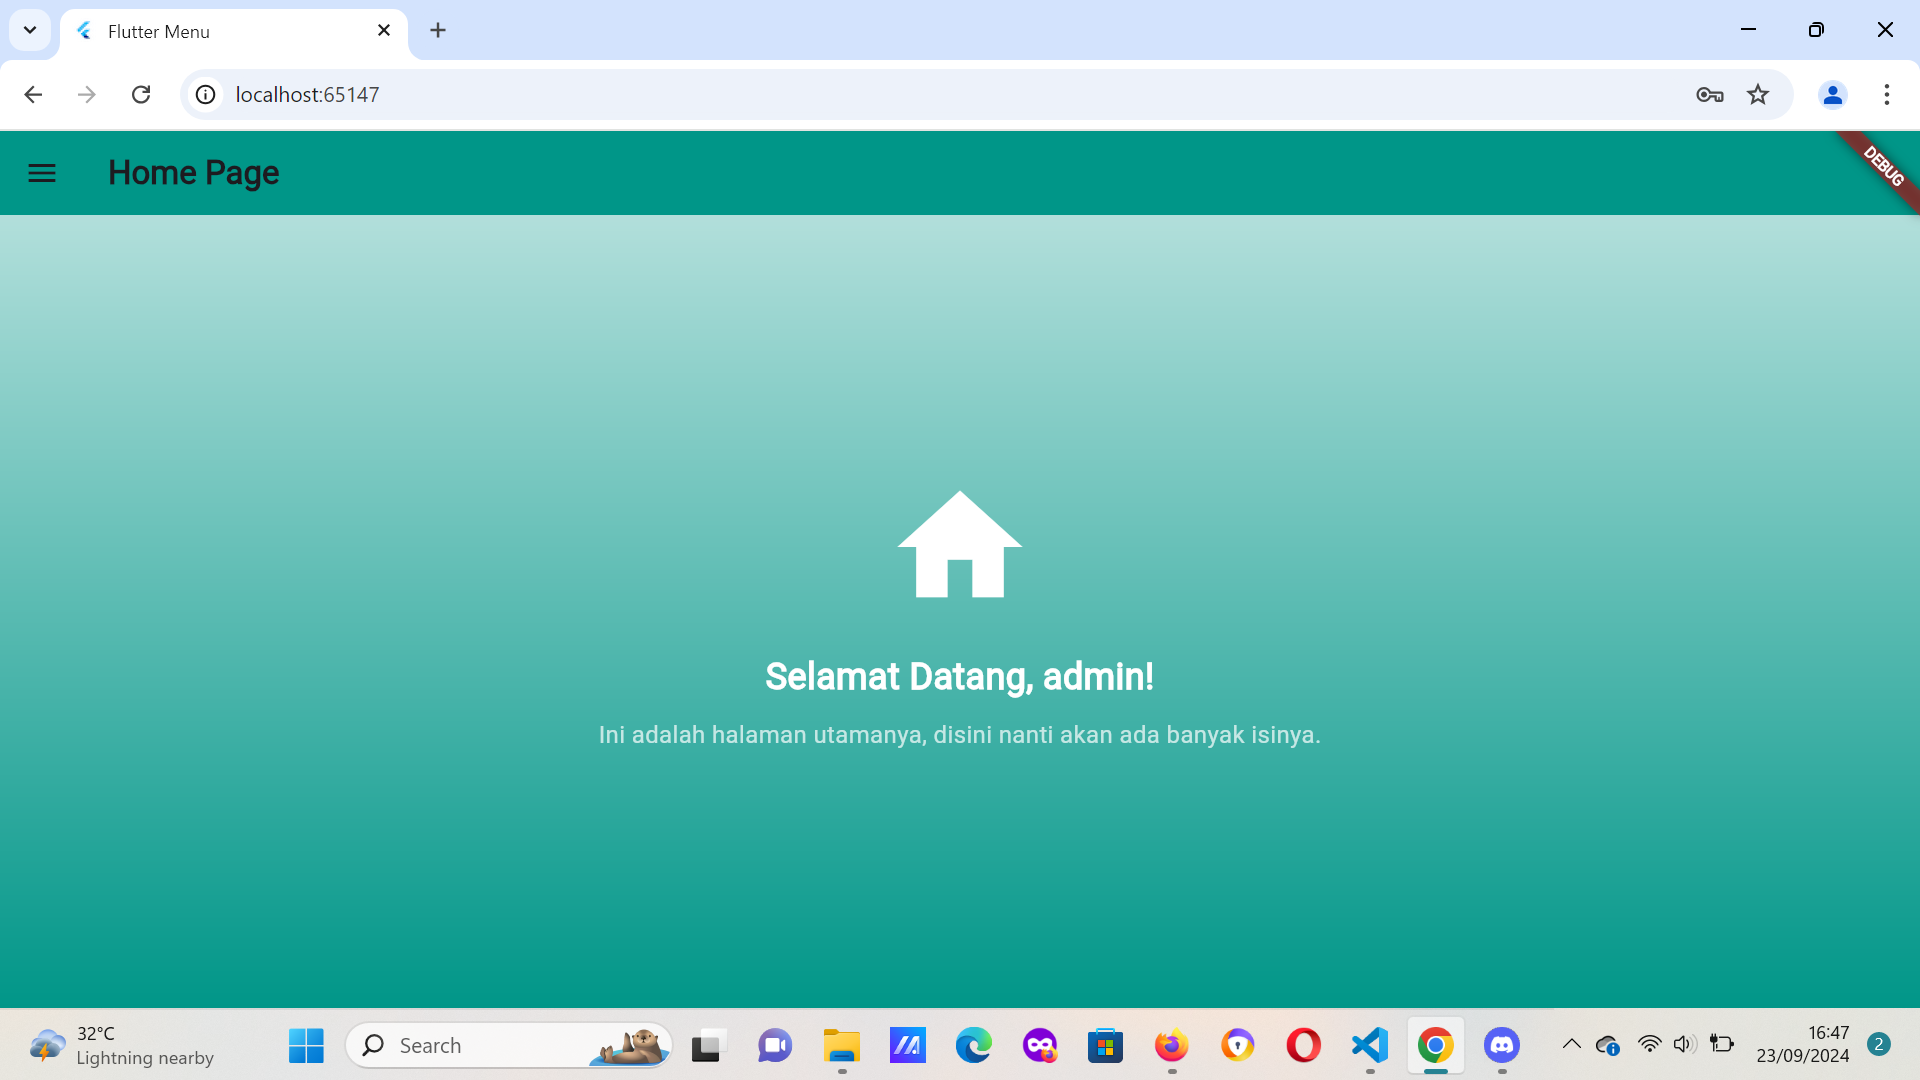 Flutter Menu
localhost:65147
Home Page
DEBUG
Selamat Datang, admin!
Ini adalah halaman utamanya, disini nanti akan ada banyak isinya.
32°C
Lightning nearby
Search
16:47
23/09/2024
2